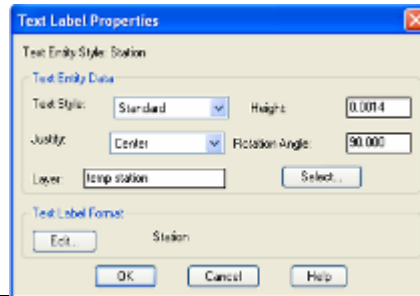 Text Label Properties
Text Entity Style: Station
Text Entity Data
Text Style: Standard Height: 0.0014
Justify: Center Rotation Angle: 90.000
Layer: temp station Select...
Text Label Format
Edit... Station
OK Cancel Help